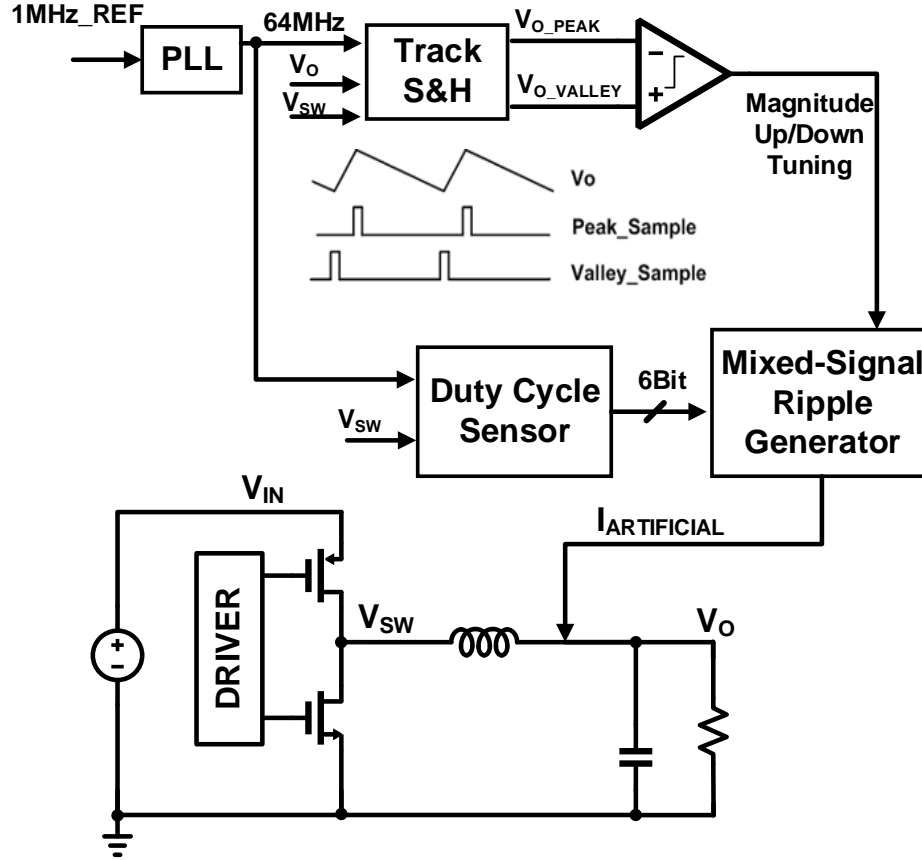 1MHz_REF
PLL
64MHz
VO
VSW
Track
S&H
VO_PEAK
VO_VALLEY
−
+
Magnitude
Up/Down
Tuning
Vo
Peak_Sample
Valley_Sample
VSW
Duty Cycle
Sensor
6Bit
Mixed-Signal
Ripple
Generator
IARTIFICIAL
VIN
DRIVER
VSW
VO
+
-